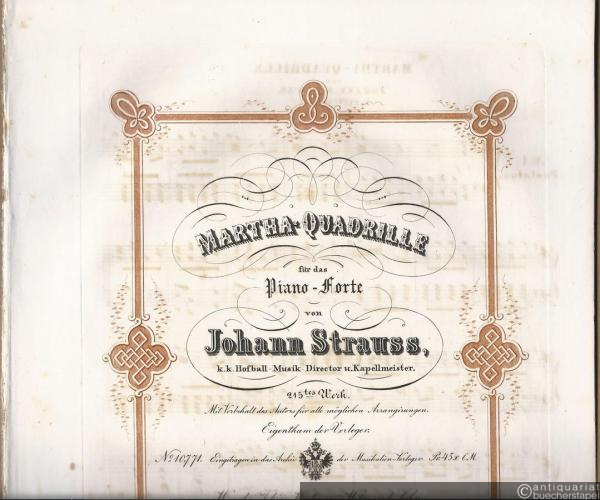 MARTHA-QUADRILLE
für das
Piano-Forte
von
Johann Strauss,
k.k. Hofball-Musik-Director u. Kapellmeister.
215tes Werk.
Mit Vorbehalt des Autors für alle möglichen Arrangirungen.
Eigenthum der Verleger.
No 10771. Eingetragen in das Archiv der Musikalien-Verleger. Pr. 45 x C.M.
antiquariat
buecherstapel